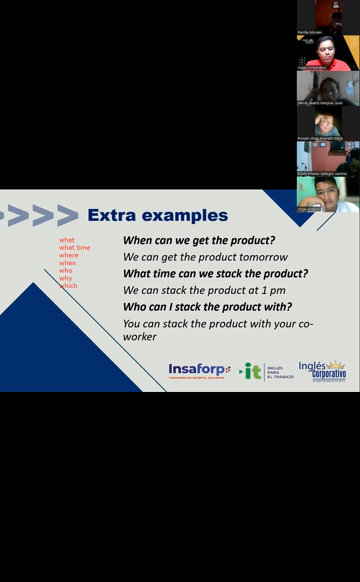 Extra examples
what
what time
where
when
who
why
which
When can we get the product?
We can get the product tomorrow
What time can we stack the product?
We can stack the product at 1 pm
Who can I stack the product with?
You can stack the product with your co-
worker
Insaforp
it
INGLÉS
PARA
EL TRABAJO
Inglés
Corporativo